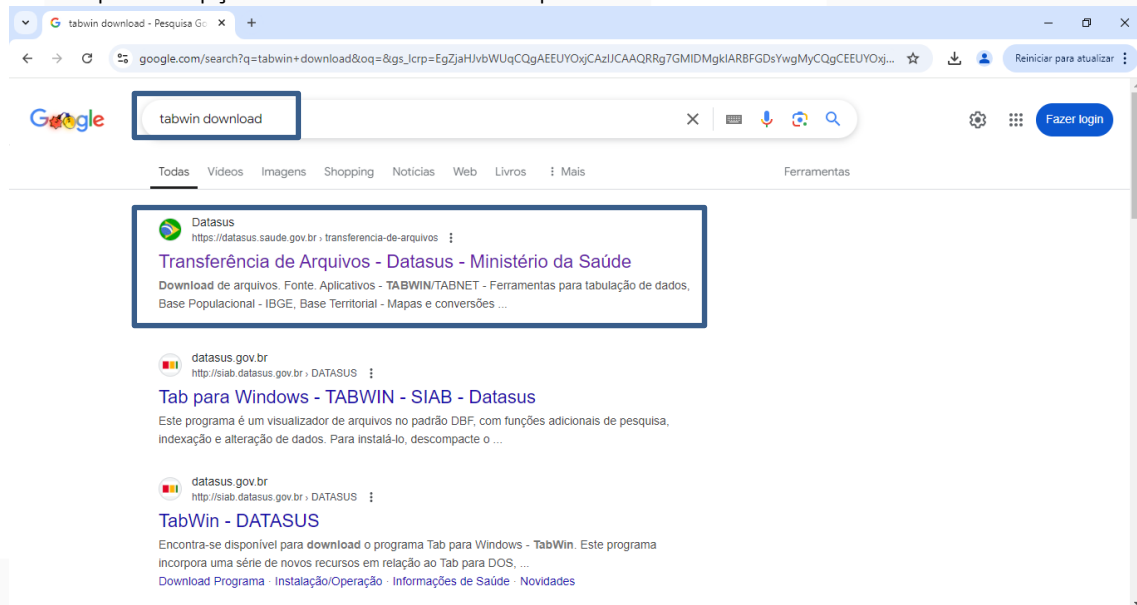 tabwin download - Pesquisa Go
google.com/search?q=tabwin+download&oq=&gs_lcrp=EgZjaHJvbWUqCQgAEEUYOxjCAzIJCAAQRRg7GMIDMgkIARBFGDsYwgMyCQgCEEUYOxj...
Reiniciar para atualizar
Google
tabwin download
Fazer login
Todas Vídeos Imagens Shopping Notícias Web Livros Mais Ferramentas
Datasus
https://datasus.saude.gov.br › transferencia-de-arquivos
Transferência de Arquivos - Datasus - Ministério da Saúde
Download de arquivos. Fonte. Aplicativos - TABWIN/TABNET - Ferramentas para tabulação de dados,
Base Populacional - IBGE, Base Territorial - Mapas e conversões ...
datasus.gov.br
http://siab.datasus.gov.br › DATASUS
Tab para Windows - TABWIN - SIAB - Datasus
Este programa é um visualizador de arquivos no padrão DBF, com funções adicionais de pesquisa,
indexação e alteração de dados. Para instalá-lo, descompacte o ...
datasus.gov.br
http://siab.datasus.gov.br › DATASUS
TabWin - DATASUS
Encontra-se disponível para download o programa Tab para Windows - TabWin. Este programa
incorpora uma série de novos recursos em relação ao Tab para DOS, ...
Download Programa · Instalação/Operação · Informações de Saúde · Novidades